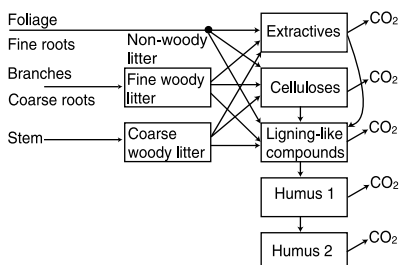 Foliage
Fine roots
Non-woody
litter
Branches
Coarse roots
Fine woody
litter
Stem
Coarse
woody litter
Extractives
CO2
Celluloses
CO2
Ligning-like
compounds
CO2
Humus 1
CO2
Humus 2
CO2